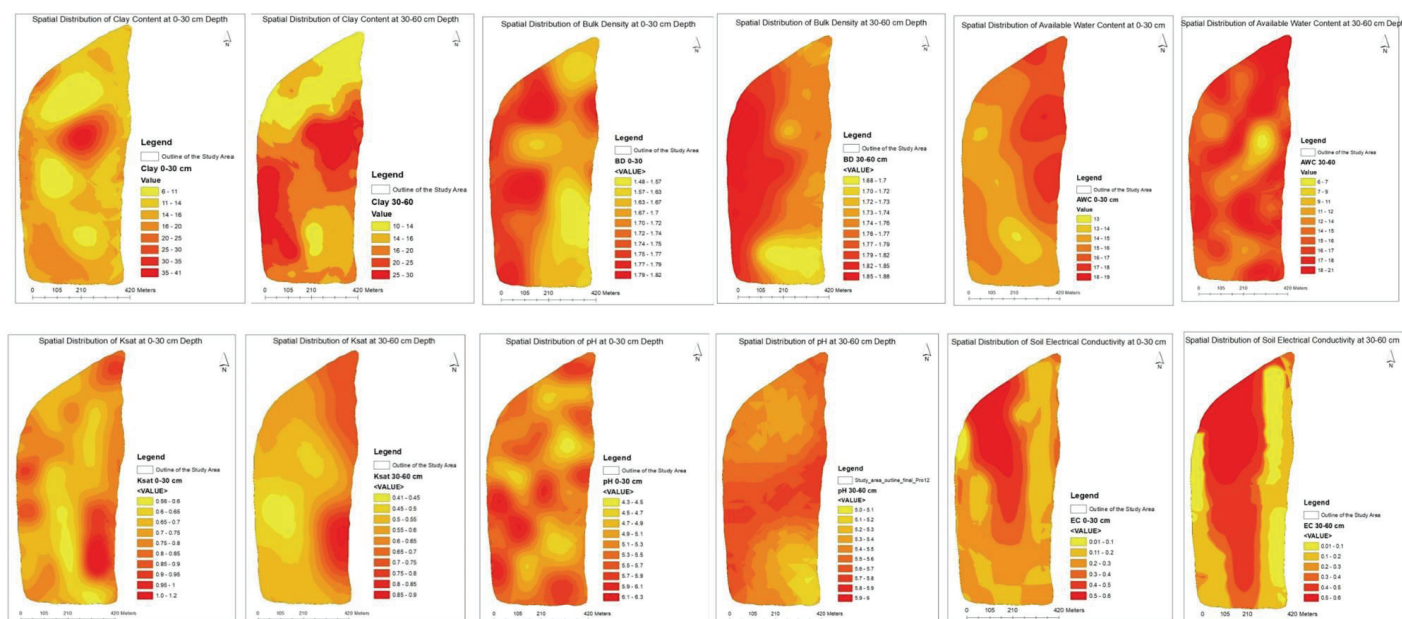 Spatial Distribution of Clay Content at 0-30 cm Depth
N
Legend
Outline of the Study Area
Clay 0-30 cm
Value
6 - 11
11 - 14
14 - 16
16 - 20
20 - 25
25 - 30
30 - 35
35 - 41
0 105 210 420 Meters
Spatial Distribution of Clay Content 30-60 cm Depth
N
Legend
Outline of the Study Area
Clay 30-60
Value
10 - 14
14 - 16
16 - 20
20 - 25
25 - 30
0 105 210 420 Meters
Spatial Distribution of Bulk Density at 0-30 cm Depth
N
Legend
Outline of the Study Area
BD 0-30
<VALUE>
1.48 - 1.57
1.57 - 1.63
1.63 - 1.67
1.67 - 1.7
1.70 - 1.72
1.72 - 1.74
1.74 - 1.75
1.75 - 1.77
1.77 - 1.79
1.79 - 1.82
0 105 210 420 Meters
Spatial Distribution of Bulk Density at 30-60 cm Depth
N
Legend
Outline of the Study Area
BD 30-60 cm
<VALUE>
1.68 - 1.7
1.70 - 1.72
1.72 - 1.73
1.73 - 1.74
1.74 - 1.76
1.76 - 1.77
1.77 - 1.79
1.79 - 1.82
1.82 - 1.85
1.85 - 1.88
0 105 210 420 Meters
Spatial Distribution of Available Water Content at 0-30 cm
N
Legend
Outline of the Study Area
AWC 0-30 cm
Value
13
13 - 14
14 - 15
15 - 16
16 - 17
17 - 18
18 - 19
0 105 210 420 Meters
Spatial Distribution of Available Water Content at 30-60 cm Depth
N
Legend
Outline of the Study Area
AWC 30-60
Value
6 - 7
7 - 9
9 - 11
11 - 12
12 - 14
14 - 15
15 - 16
16 - 17
17 - 18
18 - 21
0 105 210 420 Meters
Spatial Distribution of Ksat at 0-30 cm Depth
N
Legend
Outline of the Study Area
Ksat 0-30 cm
<VALUE>
0.56 - 0.6
0.6 - 0.65
0.65 - 0.7
0.7 - 0.75
0.75 - 0.8
0.8 - 0.85
0.85 - 0.9
0.9 - 0.95
0.95 - 1
1.0 - 1.2
0 105 210 420 Meters
Spatial Distribution of Ksat at 30-60 cm Depth
N
Legend
Outline of the Study Area
Ksat 30-60 cm
<VALUE>
0.41 - 0.45
0.45 - 0.5
0.5 - 0.55
0.55 - 0.6
0.6 - 0.65
0.65 - 0.7
0.7 - 0.75
0.75 - 0.8
0.8 - 0.85
0.85 - 0.9
0 105 210 420 Meters
Spatial Distribution of pH at 0-30 cm Depth
N
Legend
Outline of the Study Area
pH 0-30 cm
<VALUE>
4.3 - 4.5
4.5 - 4.7
4.7 - 4.9
4.9 - 5.1
5.1 - 5.3
5.3 - 5.5
5.5 - 5.7
5.7 - 5.9
5.9 - 6.1
6.1 - 6.3
0 105 210 420 Meters
Spatial Distribution of pH at 30-60 cm Depth
N
Legend
Study_area_outline_final_Pro12
pH 30-60 cm
<VALUE>
5.0 - 5.1
5.1 - 5.2
5.2 - 5.3
5.3 - 5.4
5.4 - 5.5
5.5 - 5.6
5.6 - 5.7
5.7 - 5.8
5.8 - 5.9
5.9 - 6
0 105 210 420 Meters
Spatial Distribution of Soil Electrical Conductivity at 0-30 cm
N
Legend
Outline of the Study Area
EC 0-30 cm
<VALUE>
0.01 - 0.1
0.11 - 0.2
0.2 - 0.3
0.3 - 0.4
0.4 - 0.5
0.5 - 0.6
0 105 210 420 Meters
Spatial Distribution of Soil Electrical Conductivity at 30-60 cm
N
Legend
Outline of the Study Area
EC 30-60 cm
<VALUE>
0.01 - 0.1
0.1 - 0.2
0.2 - 0.3
0.3 - 0.4
0.4 - 0.5
0.5 - 0.6
0 105 210 420 Meters